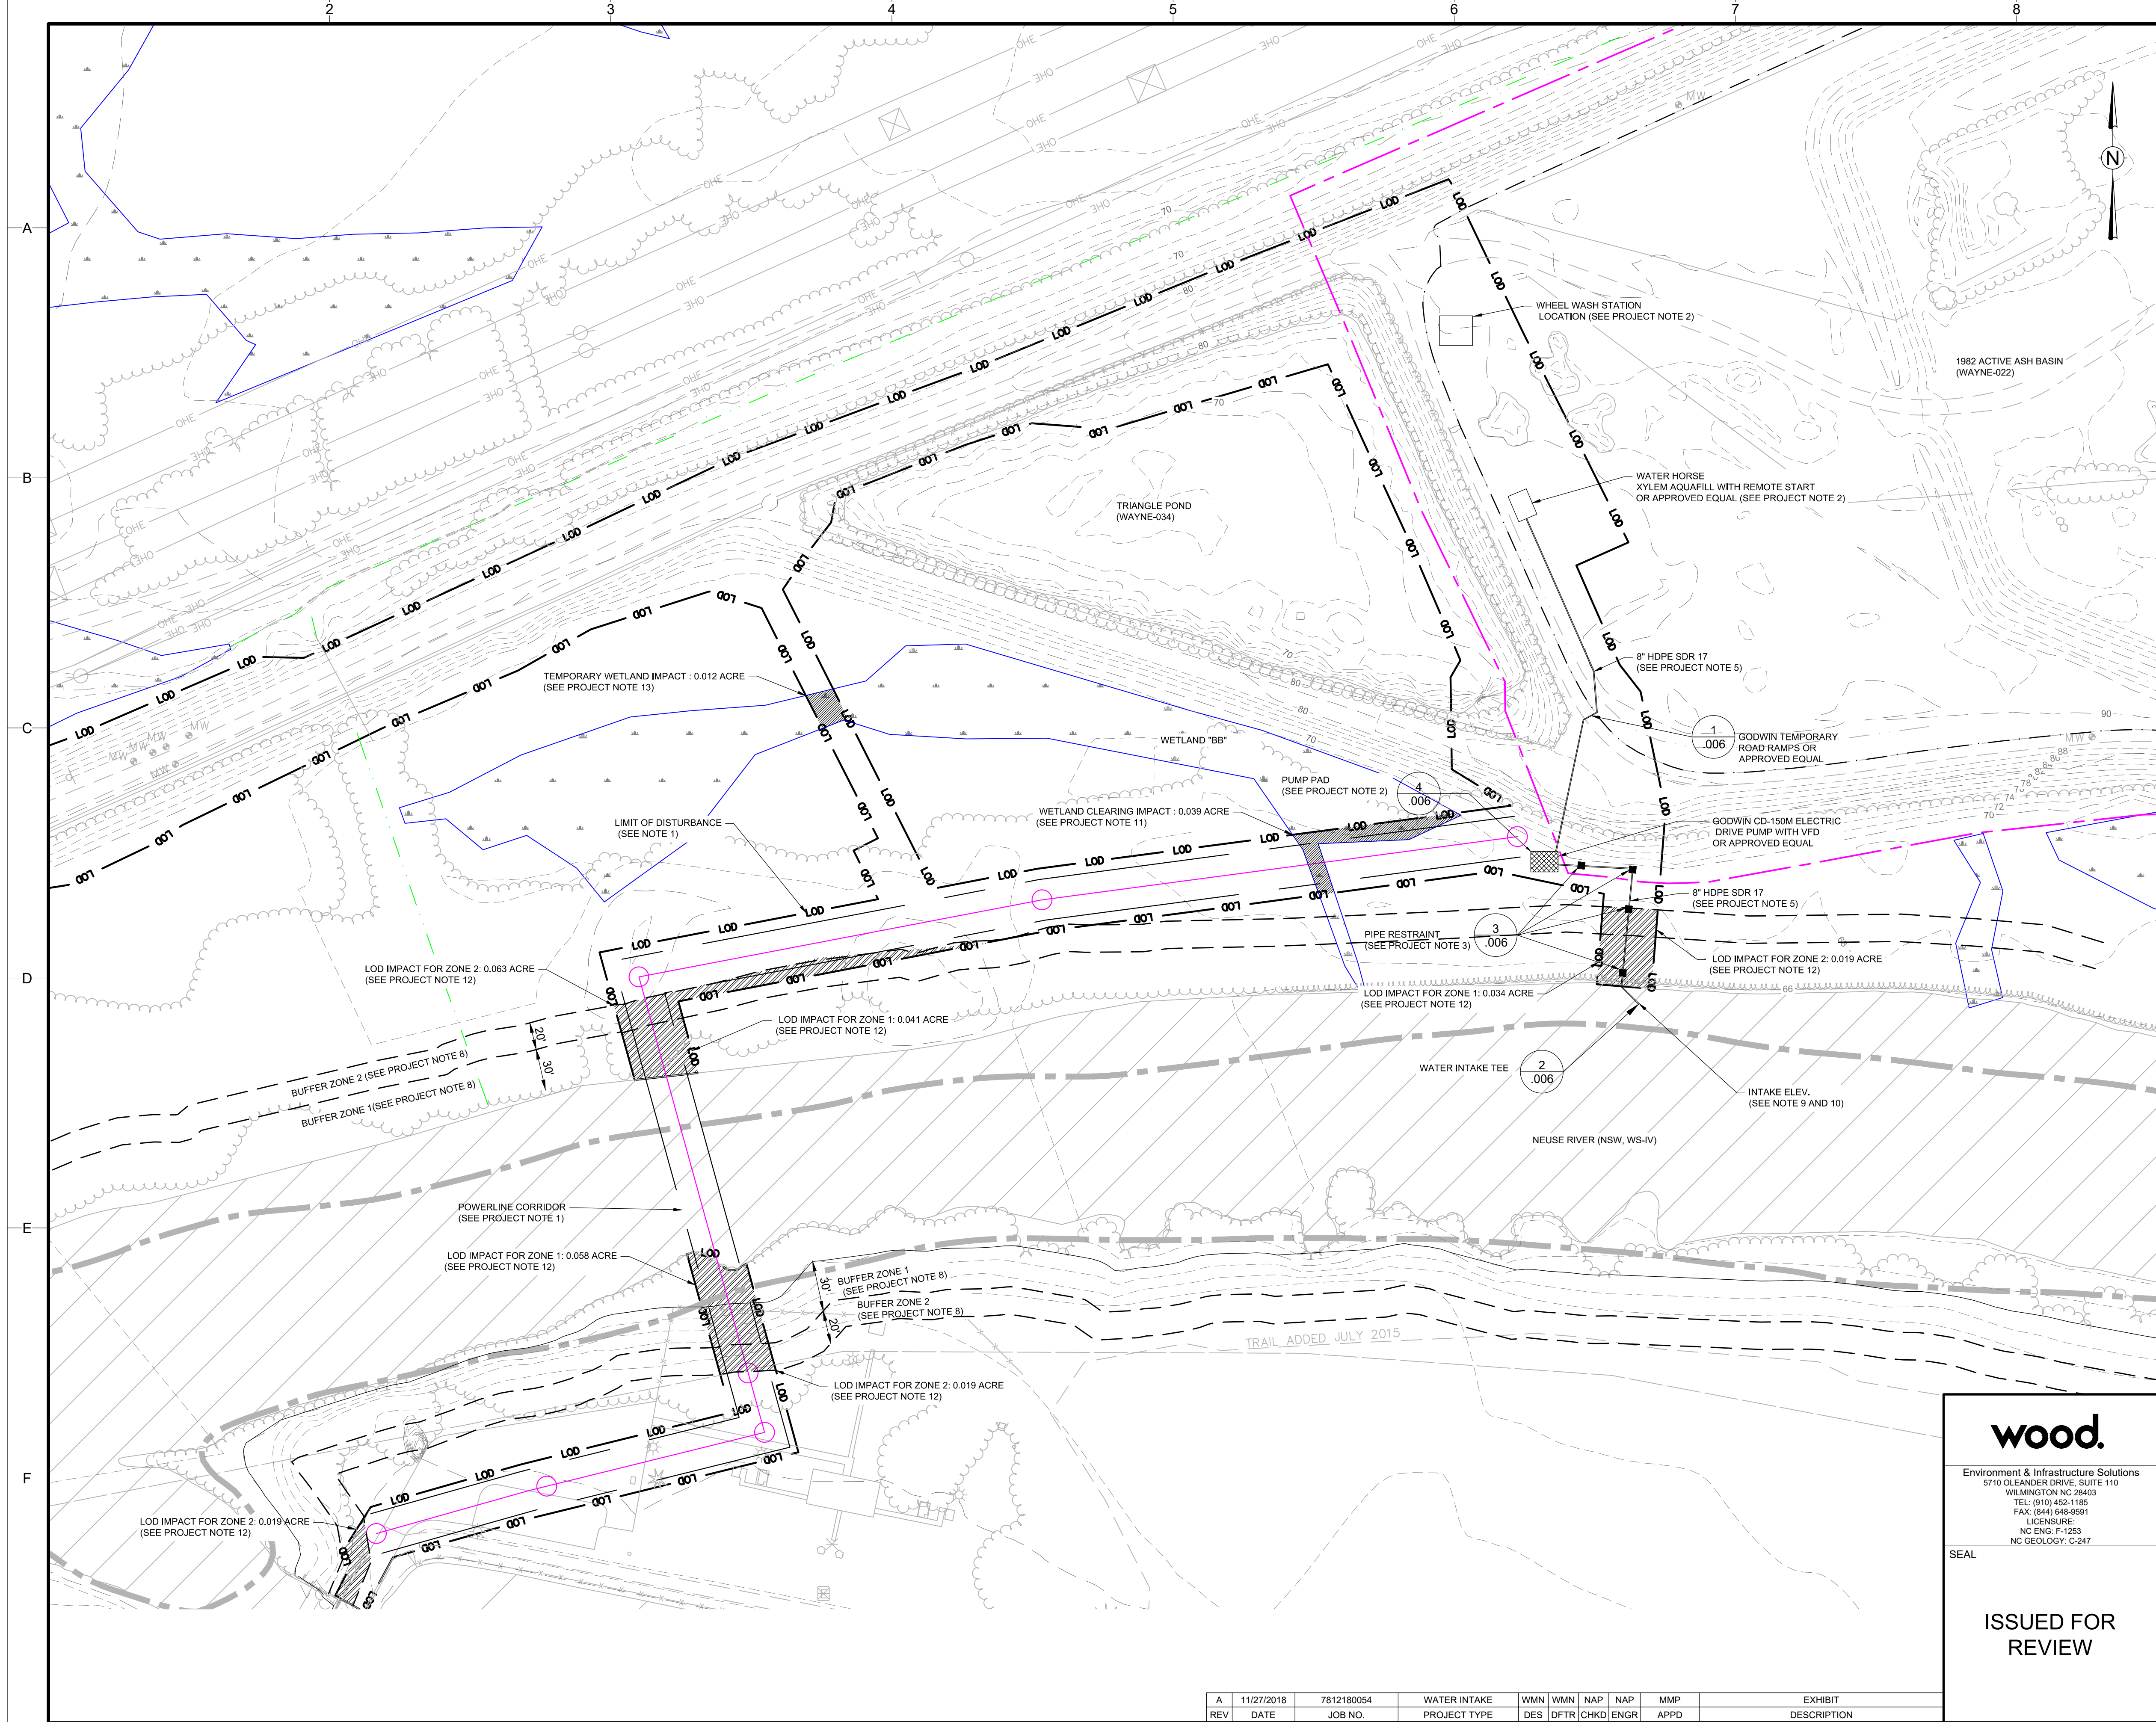 2 3 4 5 6 7 8
A
B
C
D
E
F
N
WHEEL WASH STATION
LOCATION (SEE PROJECT NOTE 2)
1982 ACTIVE ASH BASIN
(WAYNE-022)
WATER HORSE
XYLEM AQUAFILL WITH REMOTE START
OR APPROVED EQUAL (SEE PROJECT NOTE 2)
TRIANGLE POND
(WAYNE-034)
8" HDPE SDR 17
(SEE PROJECT NOTE 5)
TEMPORARY WETLAND IMPACT : 0.012 ACRE
(SEE PROJECT NOTE 13)
1
.006
GODWIN TEMPORARY
ROAD RAMPS OR
APPROVED EQUAL
WETLAND "BB"
PUMP PAD
(SEE PROJECT NOTE 2)
4
.006
WETLAND CLEARING IMPACT : 0.039 ACRE
(SEE PROJECT NOTE 11)
LIMIT OF DISTURBANCE
(SEE NOTE 1)
GODWIN CD-150M ELECTRIC
DRIVE PUMP WITH VFD
OR APPROVED EQUAL
8" HDPE SDR 17
(SEE PROJECT NOTE 5)
PIPE RESTRAINT
(SEE PROJECT NOTE 3)
3
.006
LOD IMPACT FOR ZONE 2: 0.019 ACRE
(SEE PROJECT NOTE 12)
LOD IMPACT FOR ZONE 2: 0.063 ACRE
(SEE PROJECT NOTE 12)
LOD IMPACT FOR ZONE 1: 0.034 ACRE
(SEE PROJECT NOTE 12)
LOD IMPACT FOR ZONE 1: 0.041 ACRE
(SEE PROJECT NOTE 12)
20'
30'
BUFFER ZONE 2 (SEE PROJECT NOTE 8)
BUFFER ZONE 1(SEE PROJECT NOTE 8)
WATER INTAKE TEE
2
.006
INTAKE ELEV.
(SEE NOTE 9 AND 10)
NEUSE RIVER (NSW, WS-IV)
POWERLINE CORRIDOR
(SEE PROJECT NOTE 1)
LOD IMPACT FOR ZONE 1: 0.058 ACRE
(SEE PROJECT NOTE 12)
30'
BUFFER ZONE 1
(SEE PROJECT NOTE 8)
BUFFER ZONE 2
(SEE PROJECT NOTE 8)
20'
TRAIL ADDED JULY 2015
LOD IMPACT FOR ZONE 2: 0.019 ACRE
(SEE PROJECT NOTE 12)
LOD IMPACT FOR ZONE 2: 0.019 ACRE
(SEE PROJECT NOTE 12)
wood.
Environment & Infrastructure Solutions
5710 OLEANDER DRIVE, SUITE 110
WILMINGTON NC 28403
TEL: (910) 452-1185
FAX: (844) 648-9591
LICENSURE:
NC ENG: F-1253
NC GEOLOGY: C-247
SEAL
ISSUED FOR
REVIEW
A 11/27/2018 7812180054 WATER INTAKE WMN WMN NAP NAP MMP EXHIBIT
REV DATE JOB NO. PROJECT TYPE DES DFTR CHKD ENGR APPD DESCRIPTION